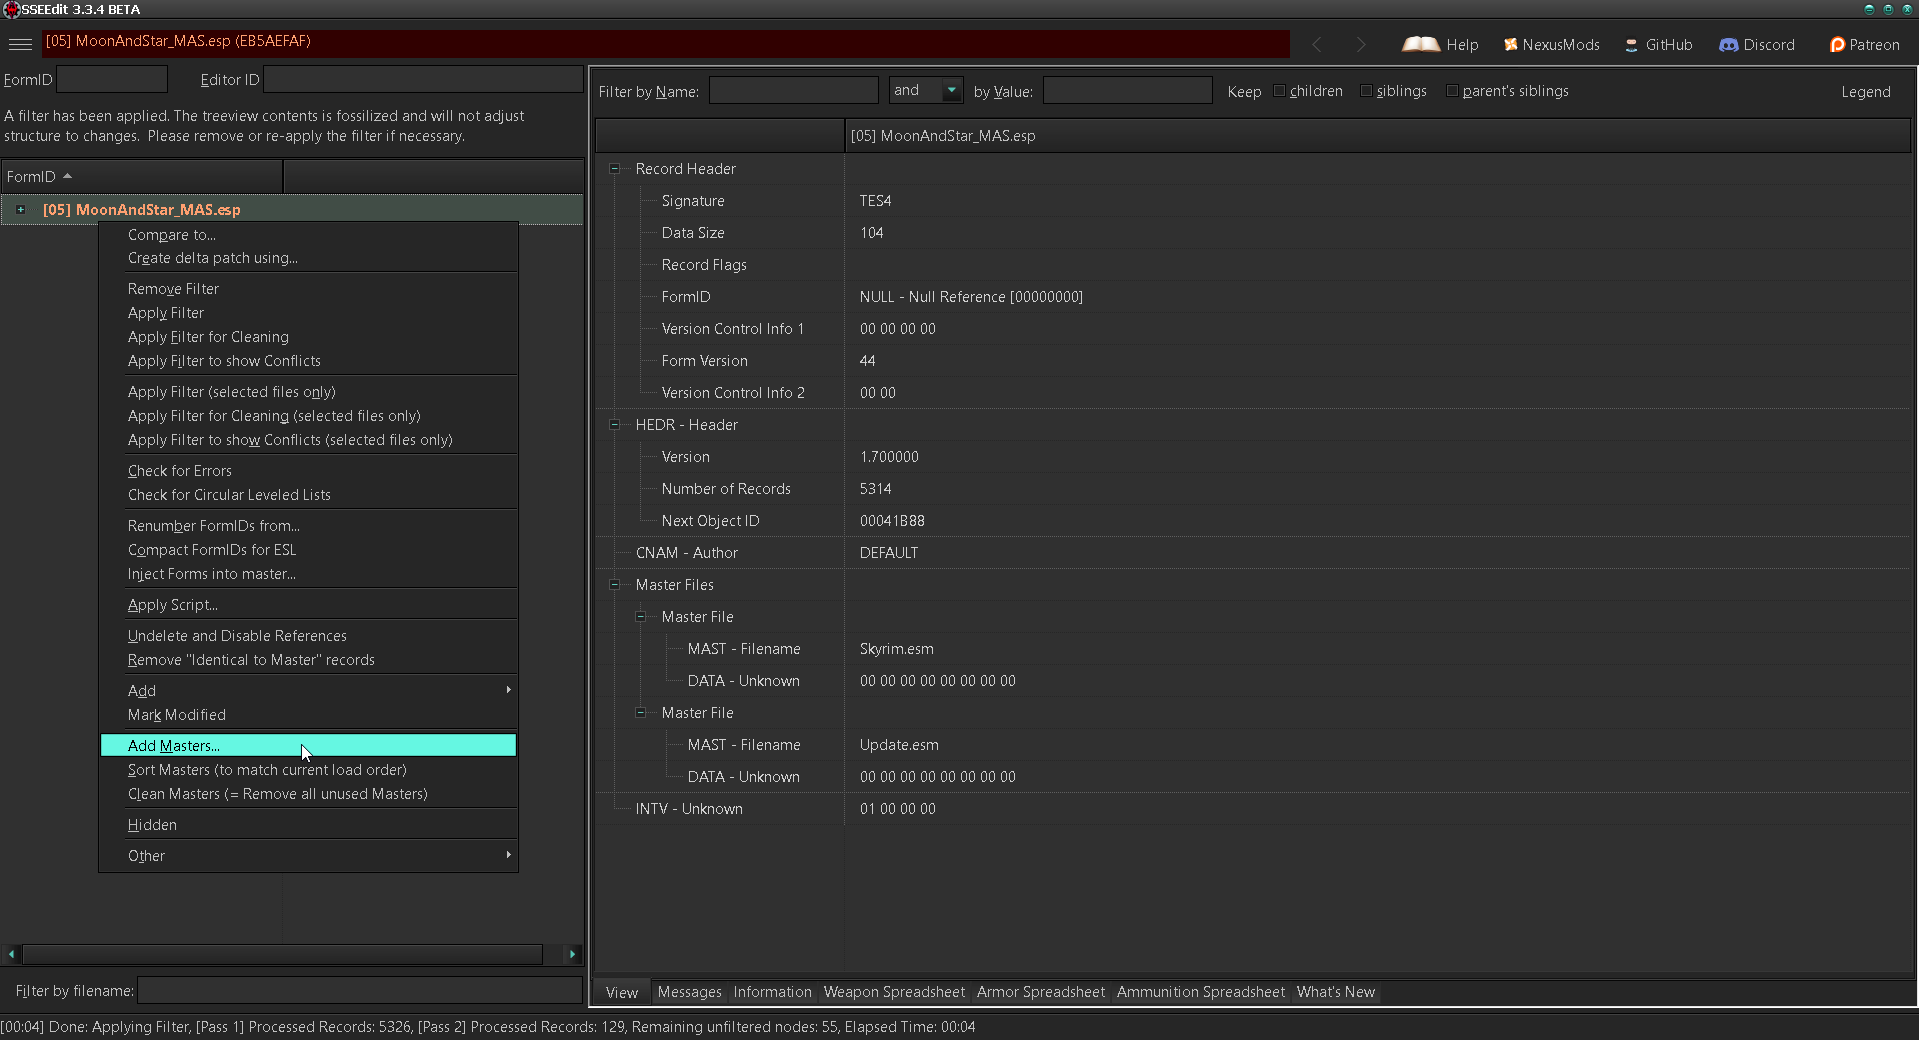 SSEEdit 3.3.4 BETA
[05] MoonAndStar_MAS.esp (EB5AEFAF)
Help
NexusMods
GitHub
Discord
Patreon
FormID
Editor ID
A filter has been applied. The treeview contents is fossilized and will not adjust
structure to changes. Please remove or re-apply the filter if necessary.
FormID
[05] MoonAndStar_MAS.esp
Compare to...
Create delta patch using...
Remove Filter
Apply Filter
Apply Filter for Cleaning
Apply Filter to show Conflicts
Apply Filter (selected files only)
Apply Filter for Cleaning (selected files only)
Apply Filter to show Conflicts (selected files only)
Check for Errors
Check for Circular Leveled Lists
Renumber FormIDs from...
Compact FormIDs for ESL
Inject Forms into master...
Apply Script...
Undelete and Disable References
Remove "Identical to Master" records
Add
Mark Modified
Add Masters...
Sort Masters (to match current load order)
Clean Masters (= Remove all unused Masters)
Hidden
Other
Filter by filename:
Filter by Name:
and
by Value:
Keep
children
siblings
parent's siblings
Legend
[05] MoonAndStar_MAS.esp
Record Header
Signature TES4
Data Size 104
Record Flags
FormID NULL - Null Reference [00000000]
Version Control Info 1 00 00 00 00
Form Version 44
Version Control Info 2 00 00
HEDR - Header
Version 1.700000
Number of Records 5314
Next Object ID 00041B88
CNAM - Author DEFAULT
Master Files
Master File
MAST - Filename Skyrim.esm
DATA - Unknown 00 00 00 00 00 00 00 00
Master File
MAST - Filename Update.esm
DATA - Unknown 00 00 00 00 00 00 00 00
INTV - Unknown 01 00 00 00
View Messages Information Weapon Spreadsheet Armor Spreadsheet Ammunition Spreadsheet What's New
[00:04] Done: Applying Filter, [Pass 1] Processed Records: 5326, [Pass 2] Processed Records: 129, Remaining unfiltered nodes: 55, Elapsed Time: 00:04